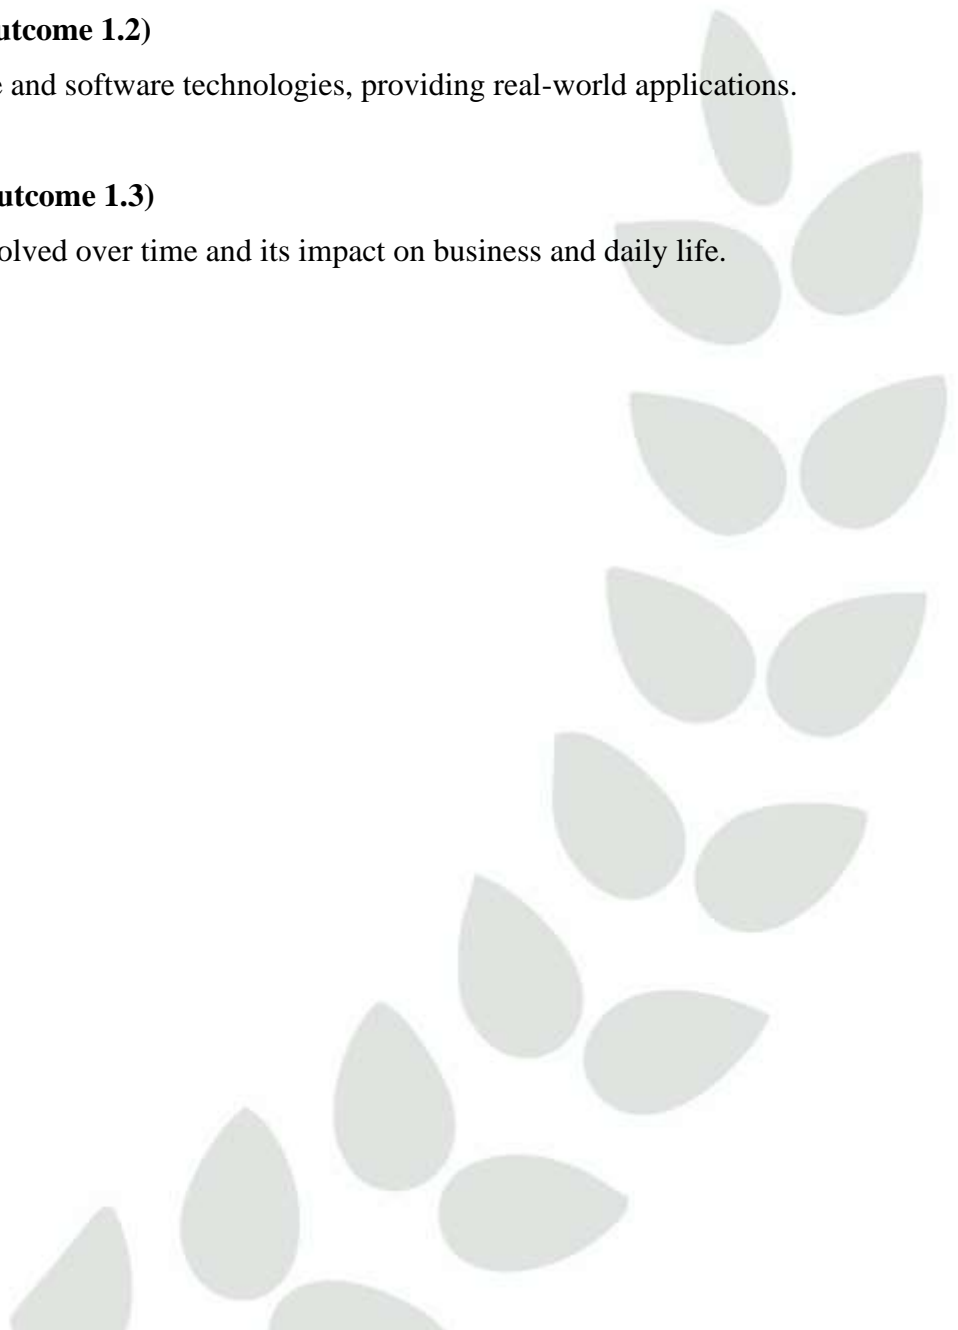 utcome 1.2)
e and software technologies, providing real-world applications.
utcome 1.3)
olved over time and its impact on business and daily life.